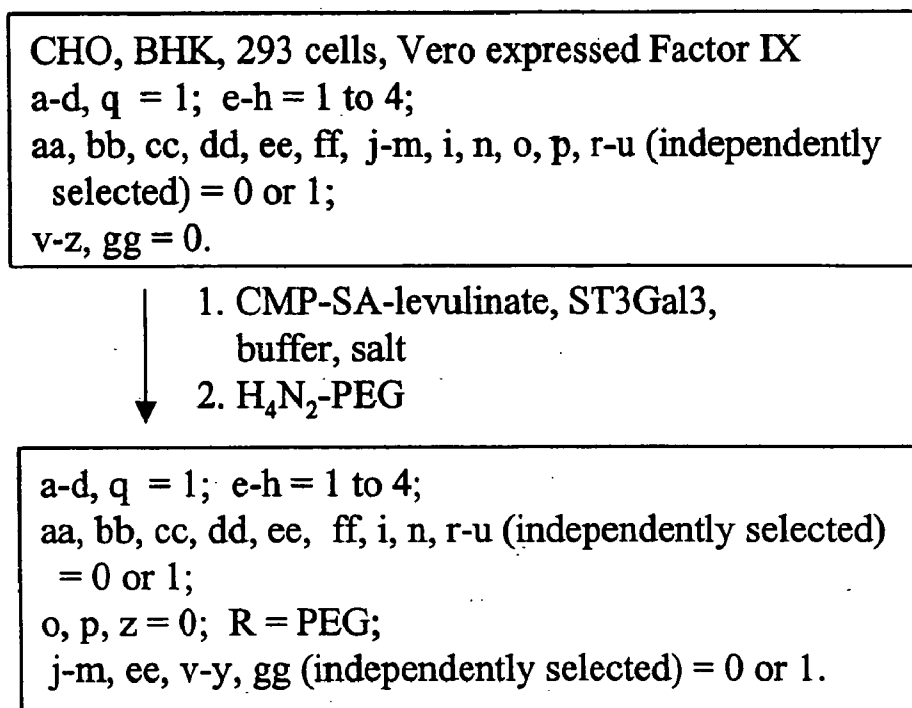 CHO, BHK, 293 cells, Vero expressed Factor IX
a-d, q = 1; e-h = 1 to 4;
aa, bb, cc, dd, ee, ff, j-m, i, n, o, p, r-u (independently
selected) = 0 or 1;
v-z, gg = 0.
1. CMP-SA-levulinate, ST3Gal3,
buffer, salt
2. H₄N₂-PEG
a-d, q = 1; e-h = 1 to 4;
aa, bb, cc, dd, ee, ff, i, n, r-u (independently selected)
= 0 or 1;
o, p, z = 0; R = PEG;
j-m, ee, v-y, gg (independently selected) = 0 or 1.